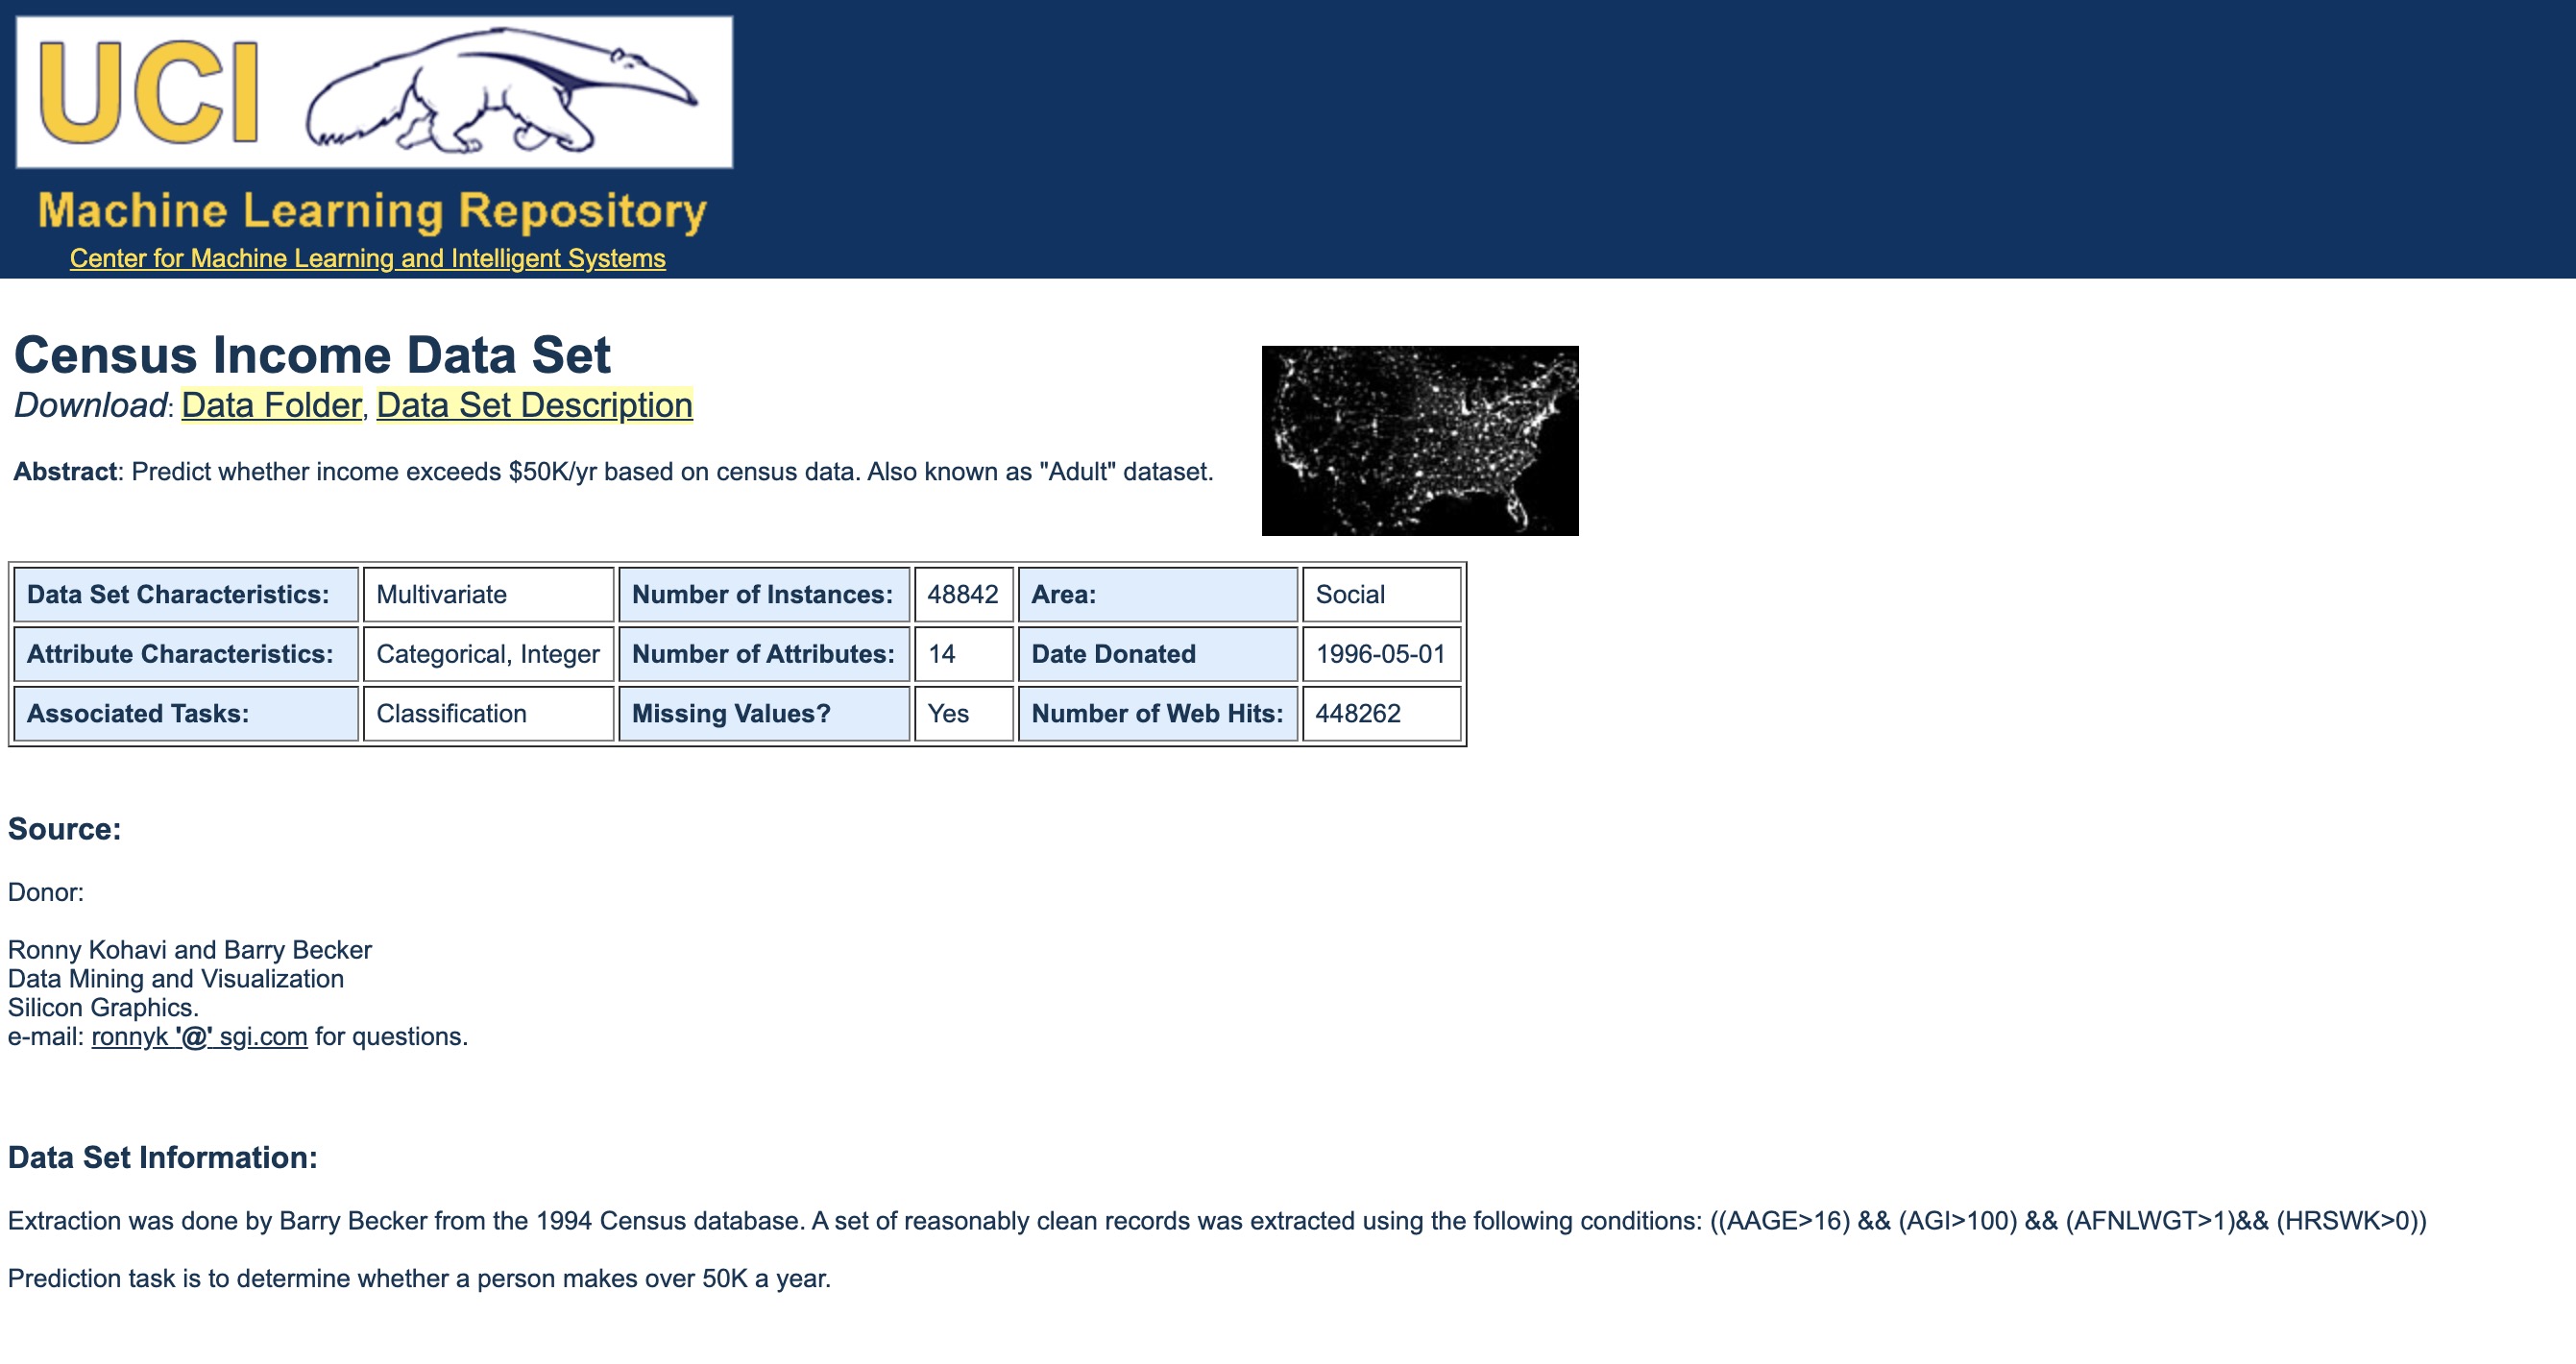 UCI
Machine Learning Repository
Center for Machine Learning and Intelligent Systems
Census Income Data Set
Download: Data Folder, Data Set Description
Abstract: Predict whether income exceeds $50K/yr based on census data. Also known as "Adult" dataset.
Data Set Characteristics: Multivariate Number of Instances: 48842 Area: Social
Attribute Characteristics: Categorical, Integer Number of Attributes: 14 Date Donated 1996-05-01
Associated Tasks: Classification Missing Values? Yes Number of Web Hits: 448262
Source:
Donor:
Ronny Kohavi and Barry Becker
Data Mining and Visualization
Silicon Graphics.
e-mail: ronnyk '@' sgi.com for questions.
Data Set Information:
Extraction was done by Barry Becker from the 1994 Census database. A set of reasonably clean records was extracted using the following conditions: ((AAGE>16) && (AGI>100) && (AFNLWGT>1)&& (HRSWK>0))
Prediction task is to determine whether a person makes over 50K a year.